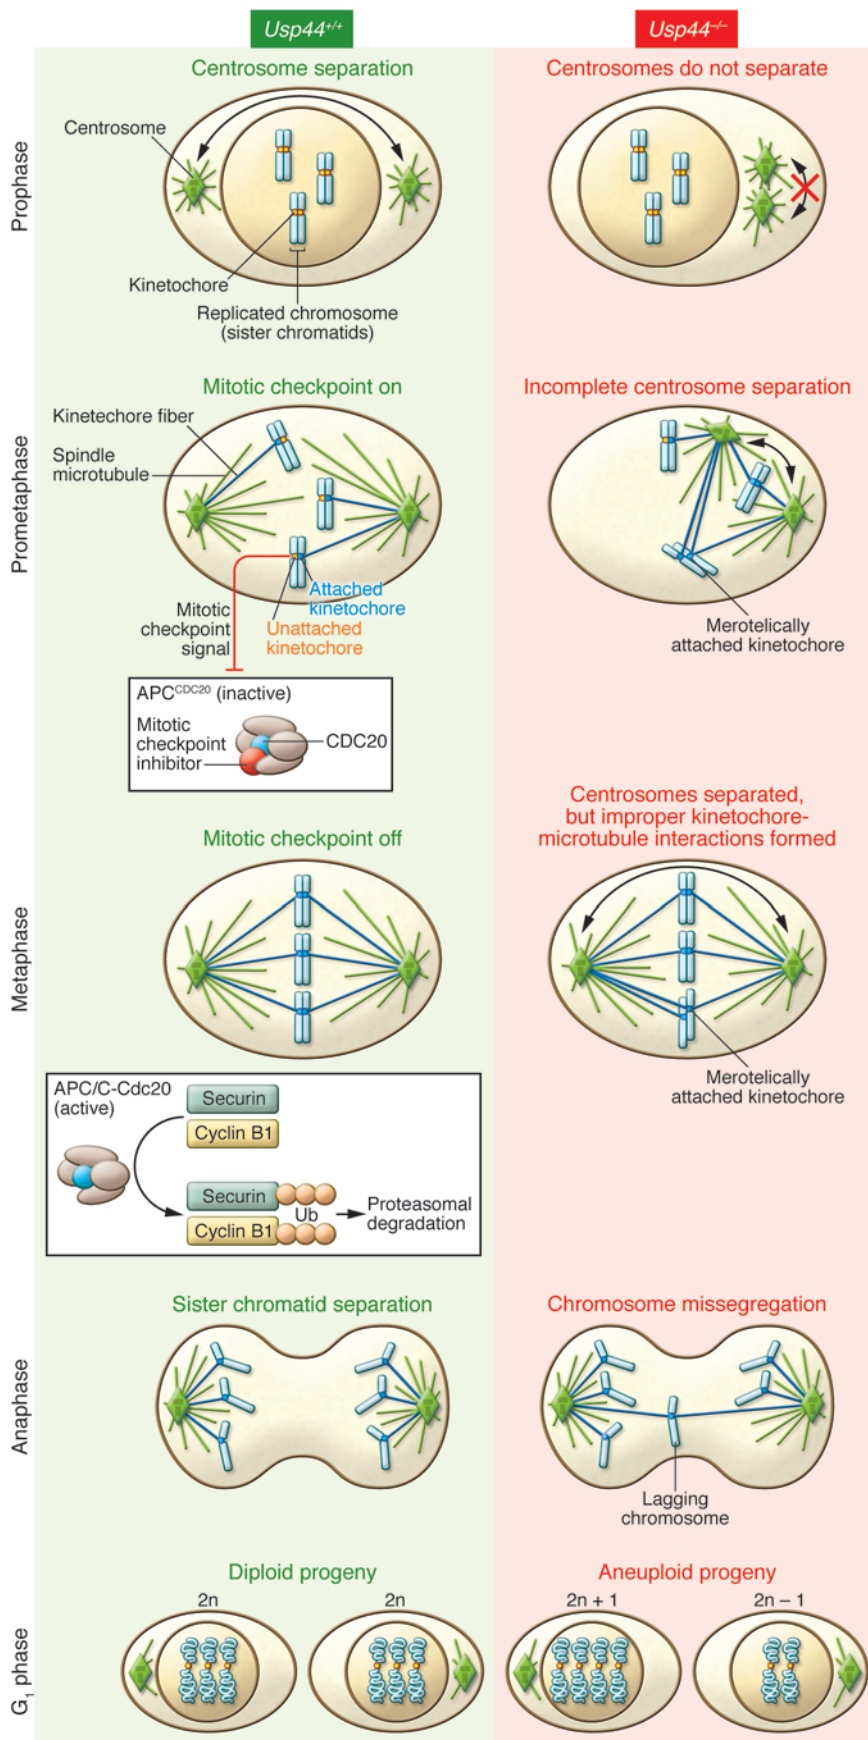 Usp44+/+
Usp44–/–
Prophase
Centrosome separation
Centrosome
Kinetochore
Replicated chromosome
(sister chromatids)
Centrosomes do not separate
Prometaphase
Mitotic checkpoint on
Kinetechore fiber
Spindle
microtubule
Attached
kinetochore
Unattached
kinetochore
Mitotic
checkpoint
signal
APCCDC20 (inactive)
Mitotic
checkpoint
inhibitor
CDC20
Incomplete centrosome separation
Merotelically
attached kinetochore
Metaphase
Mitotic checkpoint off
APC/C-Cdc20
(active)
Securin
Cyclin B1
Securin
Cyclin B1
Ub
Proteasomal
degradation
Centrosomes separated,
but improper kinetochore-
microtubule interactions formed
Merotelically
attached kinetochore
Anaphase
Sister chromatid separation
Chromosome missegregation
Lagging
chromosome
G1 phase
Diploid progeny
2n
2n
Aneuploid progeny
2n + 1
2n – 1